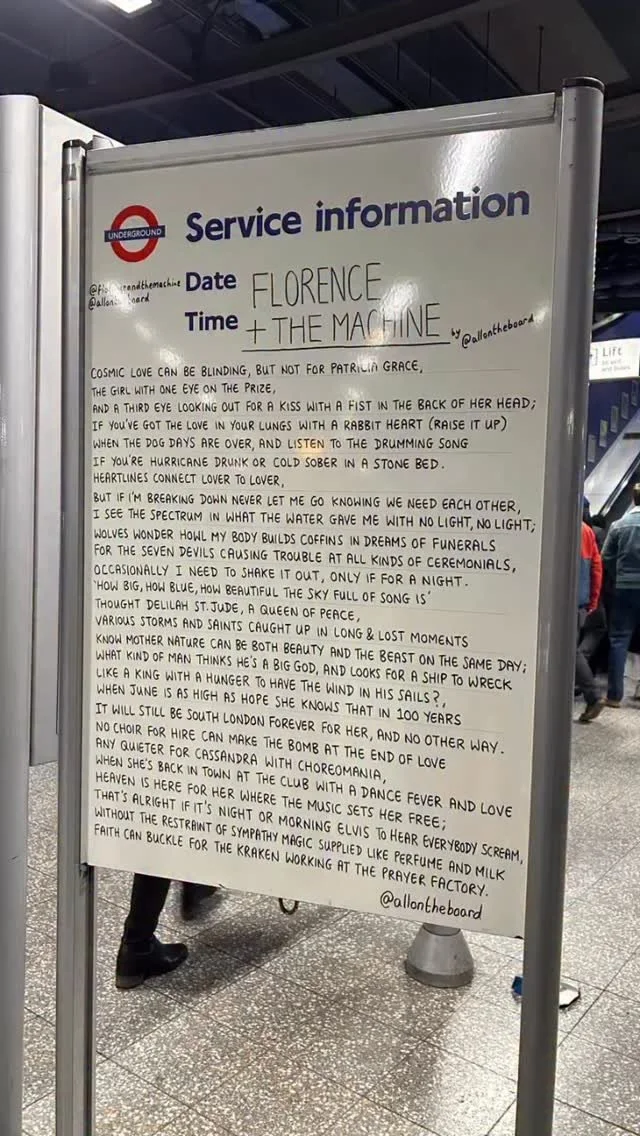 UNDERGROUND
Service information
@allontheboard
Date FLORENCE
Time + THE MACHINE
by @allontheboard
COSMIC LOVE CAN BE BLINDING, BUT NOT FOR PATRICIA GRACE,
THE GIRL WITH ONE EYE ON THE PRIZE,
AND A THIRD EYE LOOKING OUT FOR A KISS WITH A FIST IN THE BACK OF HER HEAD;
IF YOU'VE GOT THE LOVE IN YOUR LUNGS WITH A RABBIT HEART (RAISE IT UP)
WHEN THE DOG DAYS ARE OVER, AND LISTEN TO THE DRUMMING SONG
IF YOU'RE HURRICANE DRUNK OR COLD SOBER IN A STONE BED.
HEARTLINES CONNECT LOVER TO LOVER,
BUT IF I'M BREAKING DOWN NEVER LET ME GO KNOWING WE NEED EACH OTHER,
I SEE THE SPECTRUM IN WHAT THE WATER GAVE ME WITH NO LIGHT, NO LIGHT;
WOLVES WONDER HOWL MY BODY BUILDS COFFINS IN DREAMS OF FUNERALS
FOR THE SEVEN DEVILS CAUSING TROUBLE AT ALL KINDS OF CEREMONIALS,
OCCASIONALLY I NEED TO SHAKE IT OUT, ONLY IF FOR A NIGHT.
'HOW BIG, HOW BLUE, HOW BEAUTIFUL THE SKY FULL OF SONG IS'
THOUGHT DELILAH ST. JUDE, A QUEEN OF PEACE,
VARIOUS STORMS AND SAINTS CAUGHT UP IN LONG & LOST MOMENTS
KNOW MOTHER NATURE CAN BE BOTH BEAUTY AND THE BEAST ON THE SAME DAY;
WHAT KIND OF MAN THINKS HE'S A BIG GOD, AND LOOKS FOR A SHIP TO WRECK
LIKE A KING WITH A HUNGER TO HAVE THE WIND IN HIS SAILS?,
WHEN JUNE IS AS HIGH AS HOPE SHE KNOWS THAT IN 100 YEARS
IT WILL STILL BE SOUTH LONDON FOREVER FOR HER, AND NO OTHER WAY.
NO CHOIR FOR HIRE CAN MAKE THE BOMB AT THE END OF LOVE
ANY QUIETER FOR CASSANDRA WITH CHOREOMANIA,
WHEN SHE'S BACK IN TOWN AT THE CLUB WITH A DANCE FEVER AND LOVE
HEAVEN IS HERE FOR HER WHERE THE MUSIC SETS HER FREE;
THAT'S ALRIGHT IF IT'S NIGHT OR MORNING ELVIS TO HEAR EVERYBODY SCREAM,
WITHOUT THE RESTRAINT OF SYMPATHY MAGIC SUPPLIED LIKE PERFUME AND MILK
FAITH CAN BUCKLE FOR THE KRAKEN WORKING AT THE PRAYER FACTORY.
@allontheboard
Lift